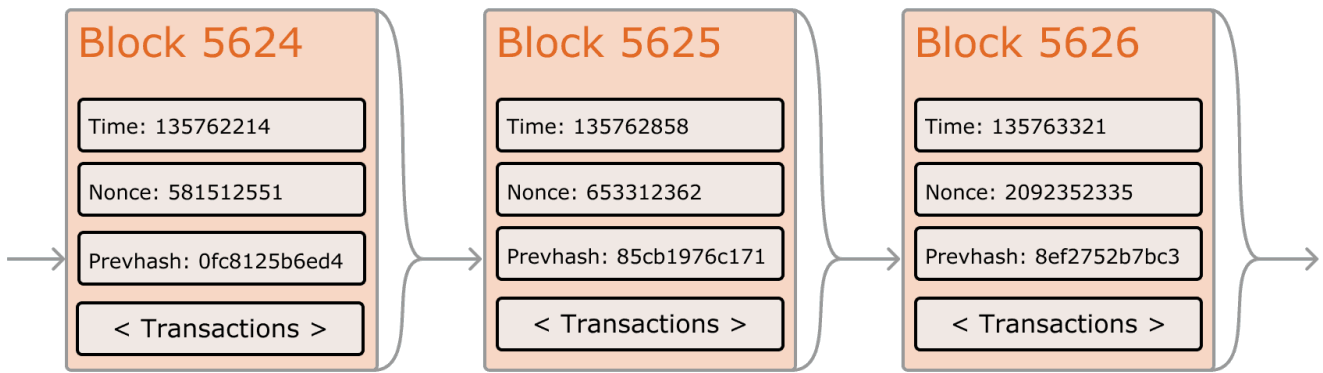 Block 5624
Time: 135762214
Nonce: 581512551
Prevhash: 0fc8125b6ed4
< Transactions >
Block 5625
Time: 135762858
Nonce: 653312362
Prevhash: 85cb1976c171
< Transactions >
Block 5626
Time: 135763321
Nonce: 2092352335
Prevhash: 8ef2752b7bc3
< Transactions >